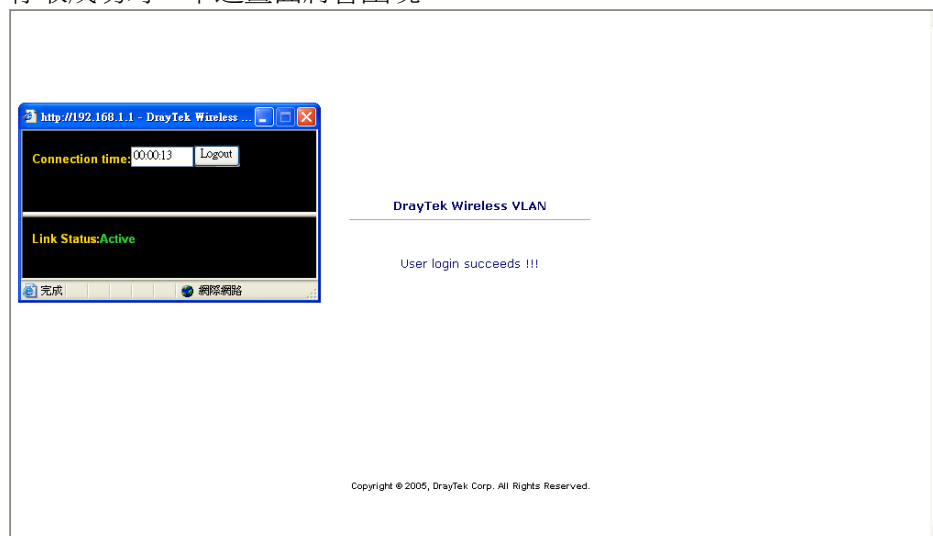 http://192.168.1.1 - DrayTek Wireless ...
Connection time: 00:00:13 Logout
Link Status:Active
完成 網際網路
DrayTek Wireless VLAN
User login succeeds !!!
Copyright © 2005, DrayTek Corp. All Rights Reserved.